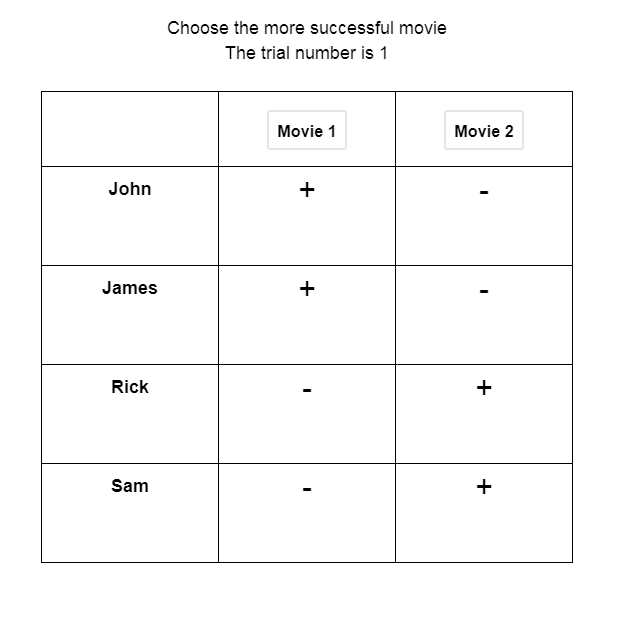 Choose the more successful movie
The trial number is 1
Movie 1 Movie 2
John + -
James + -
Rick - +
Sam - +